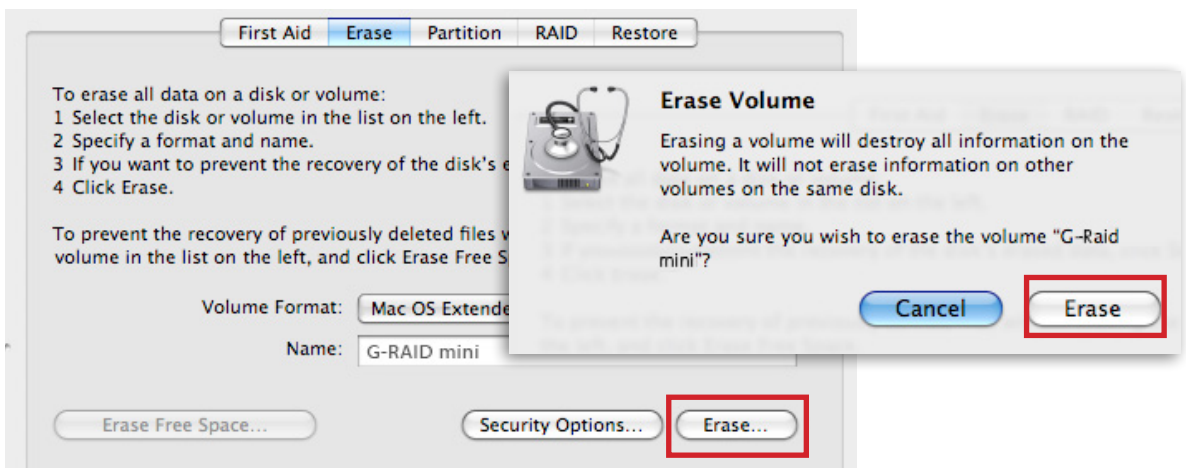 First Aid Erase Partition RAID Restore
To erase all data on a disk or volume:
1 Select the disk or volume in the list on the left.
2 Specify a format and name.
3 If you want to prevent the recovery of the disk's
4 Click Erase.
To prevent the recovery of previously deleted files
volume in the list on the left, and click Erase Free
Volume Format: Mac OS
Name: G-RAID mini
Erase Free Space... Security Options... Erase...
Erase Volume
Erasing a volume will destroy all information on the
volume. It will not erase information on other
volumes on the same disk.
Are you sure you wish to erase the volume “G-Raid
mini”?
Cancel Erase